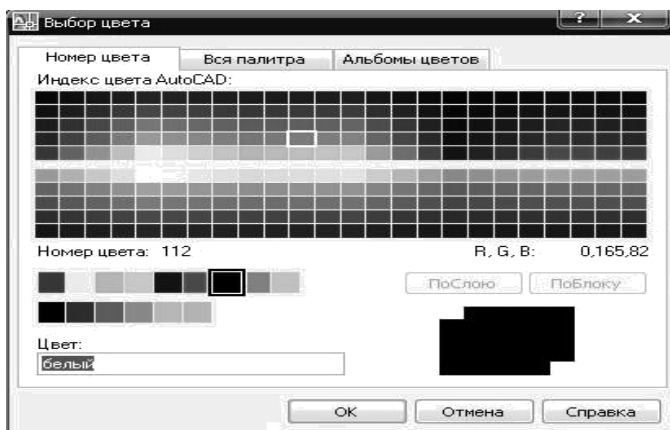 Выбор цвета
Номер цвета Вся палитра Альбомы цветов
Индекс цвета AutoCAD:
Номер цвета: 112 R, G, B: 0,165,82
ПоСлою ПоБлоку
Цвет:
белый
ОК Отмена Справка